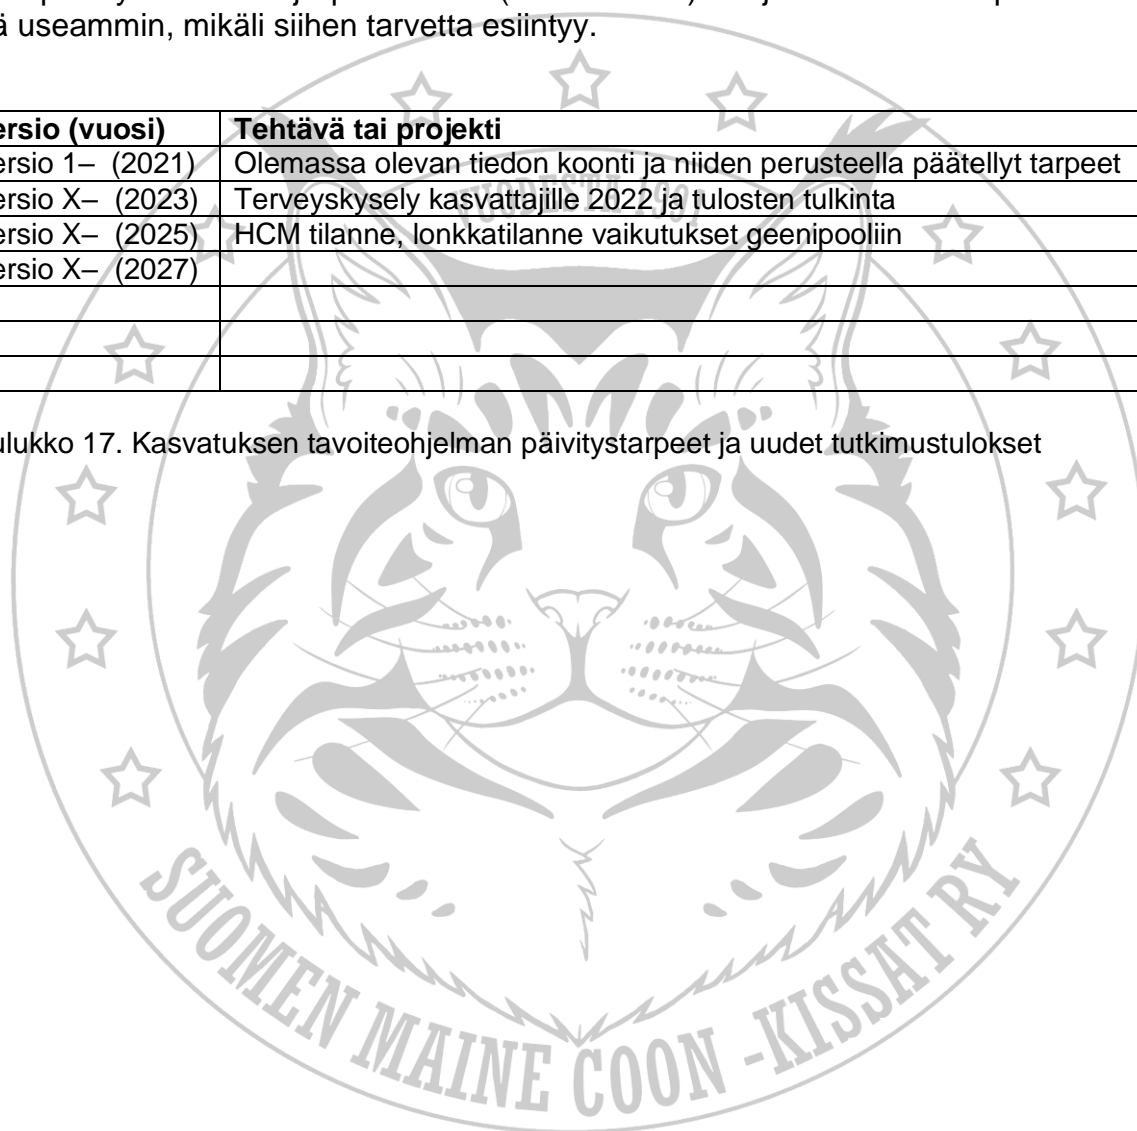 ä useammin, mikäli siihen tarvetta esiintyy.
ersio (vuosi) Tehtävä tai projekti
ersio 1– (2021) Olemassa olevan tiedon koonti ja niiden perusteella päätellyt tarpeet
ersio X– (2023) Terveyskysely kasvattajille 2022 ja tulosten tulkinta
ersio X– (2025) HCM tilanne, lonkkatilanne vaikutukset geenipooliin
ersio X– (2027)
ulukko 17. Kasvatuksen tavoiteohjelman päivitystarpeet ja uudet tutkimustulokset
VUODESTA 1991
SUOMEN MAINE COON -KISSAT RY